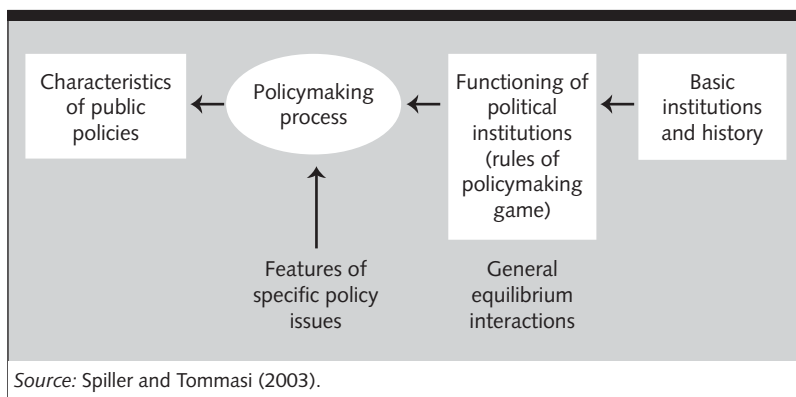 Characteristics
of public
policies
Policymaking
process
Functioning of
political
institutions
(rules of
policymaking
game)
Basic
institutions
and history
Features of
specific policy
issues
General
equilibrium
interactions
Source: Spiller and Tommasi (2003).